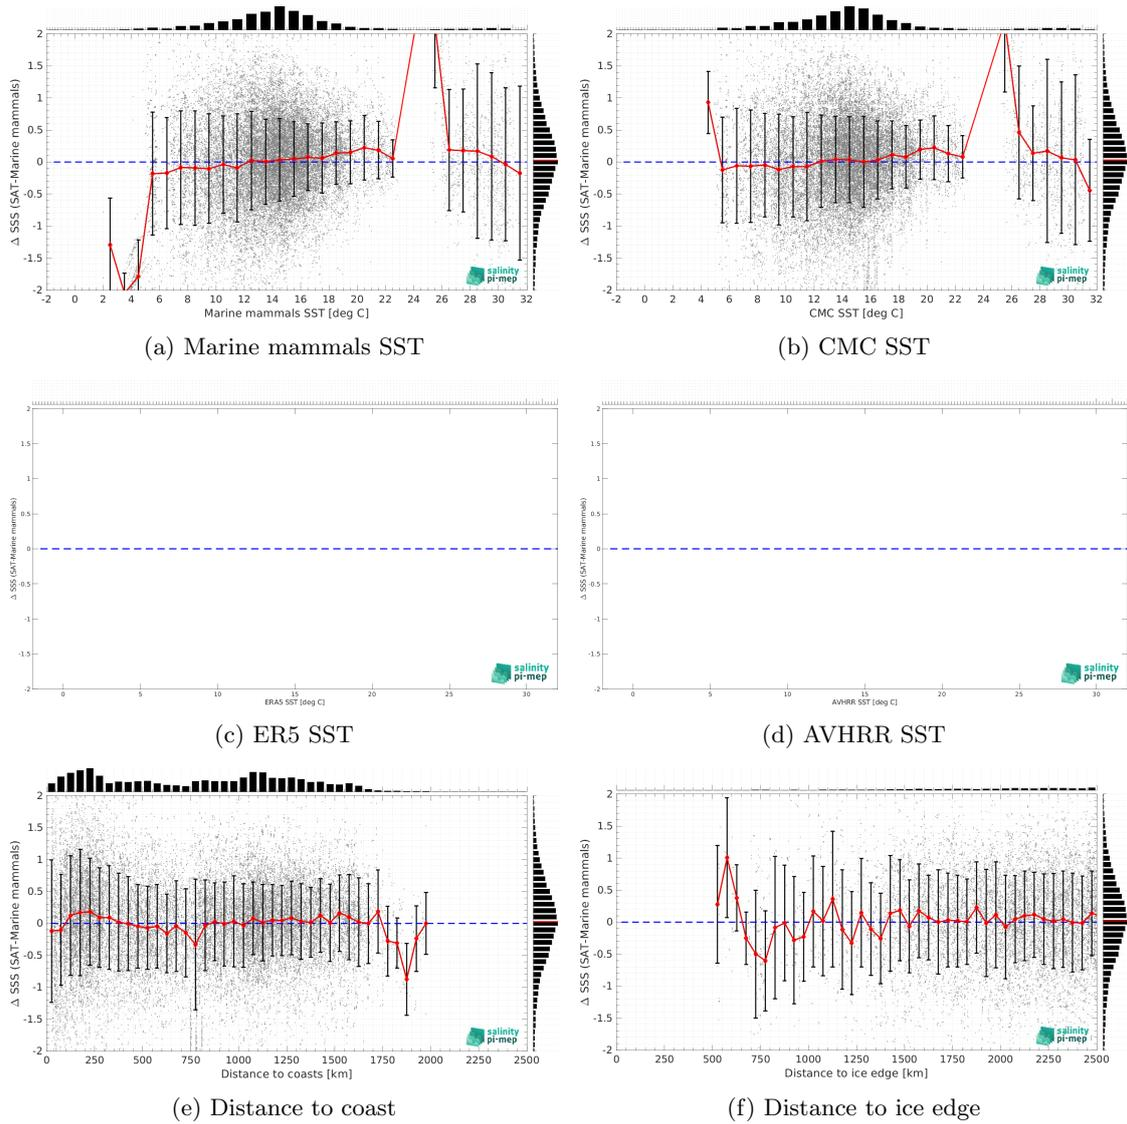 2
1.5
1
0.5
0
-0.5
-1
-1.5
-2
Δ SSS (SAT-Marine mammals)
-2 0 2 4 6 8 10 12 14 16 18 20 22 24 26 28 30 32
Marine mammals SST [deg C]
salinity
pi-mep
(a) Marine mammals SST
2
1.5
1
0.5
0
-0.5
-1
-1.5
-2
Δ SSS (SAT-Marine mammals)
-2 0 2 4 6 8 10 12 14 16 18 20 22 24 26 28 30 32
CMC SST [deg C]
salinity
pi-mep
(b) CMC SST
2
1.5
1
0.5
0
-0.5
-1
-1.5
-2
Δ SSS (SAT-Marine mammals)
0 5 10 15 20 25 30
ERA5 SST [deg C]
salinity
pi-mep
(c) ER5 SST
2
1.5
1
0.5
0
-0.5
-1
-1.5
-2
Δ SSS (SAT-Marine mammals)
0 5 10 15 20 25 30
AVHRR SST [deg C]
salinity
pi-mep
(d) AVHRR SST
2
1.5
1
0.5
0
-0.5
-1
-1.5
-2
Δ SSS (SAT-Marine mammals)
0 250 500 750 1000 1250 1500 1750 2000 2250 2500
Distance to coasts [km]
salinity
pi-mep
(e) Distance to coast
2
1.5
1
0.5
0
-0.5
-1
-1.5
-2
Δ SSS (SAT-Marine mammals)
0 250 500 750 1000 1250 1500 1750 2000 2250 2500
Distance to ice edge [km]
salinity
pi-mep
(f) Distance to ice edge